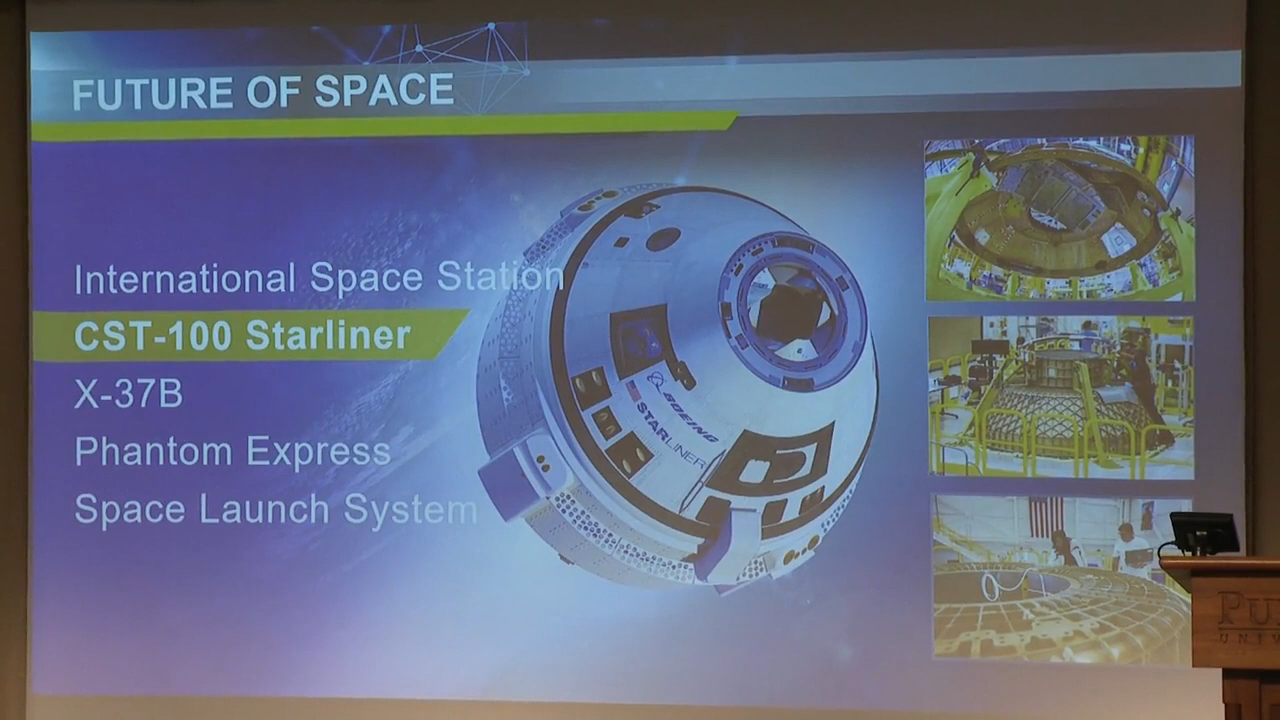 FUTURE OF SPACE
International Space Station
CST-100 Starliner
X-37B
Phantom Express
Space Launch System
BOEING
STARLINER